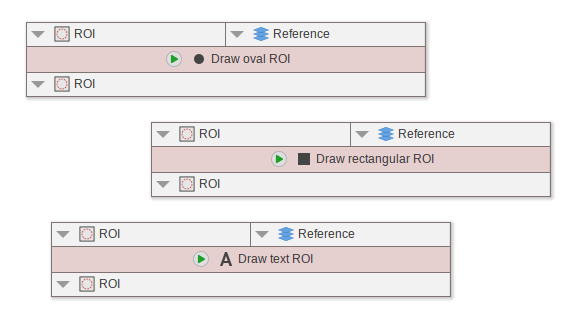 ROI Reference
Draw oval ROI
ROI
ROI Reference
Draw rectangular ROI
ROI
ROI Reference
A Draw text ROI
ROI